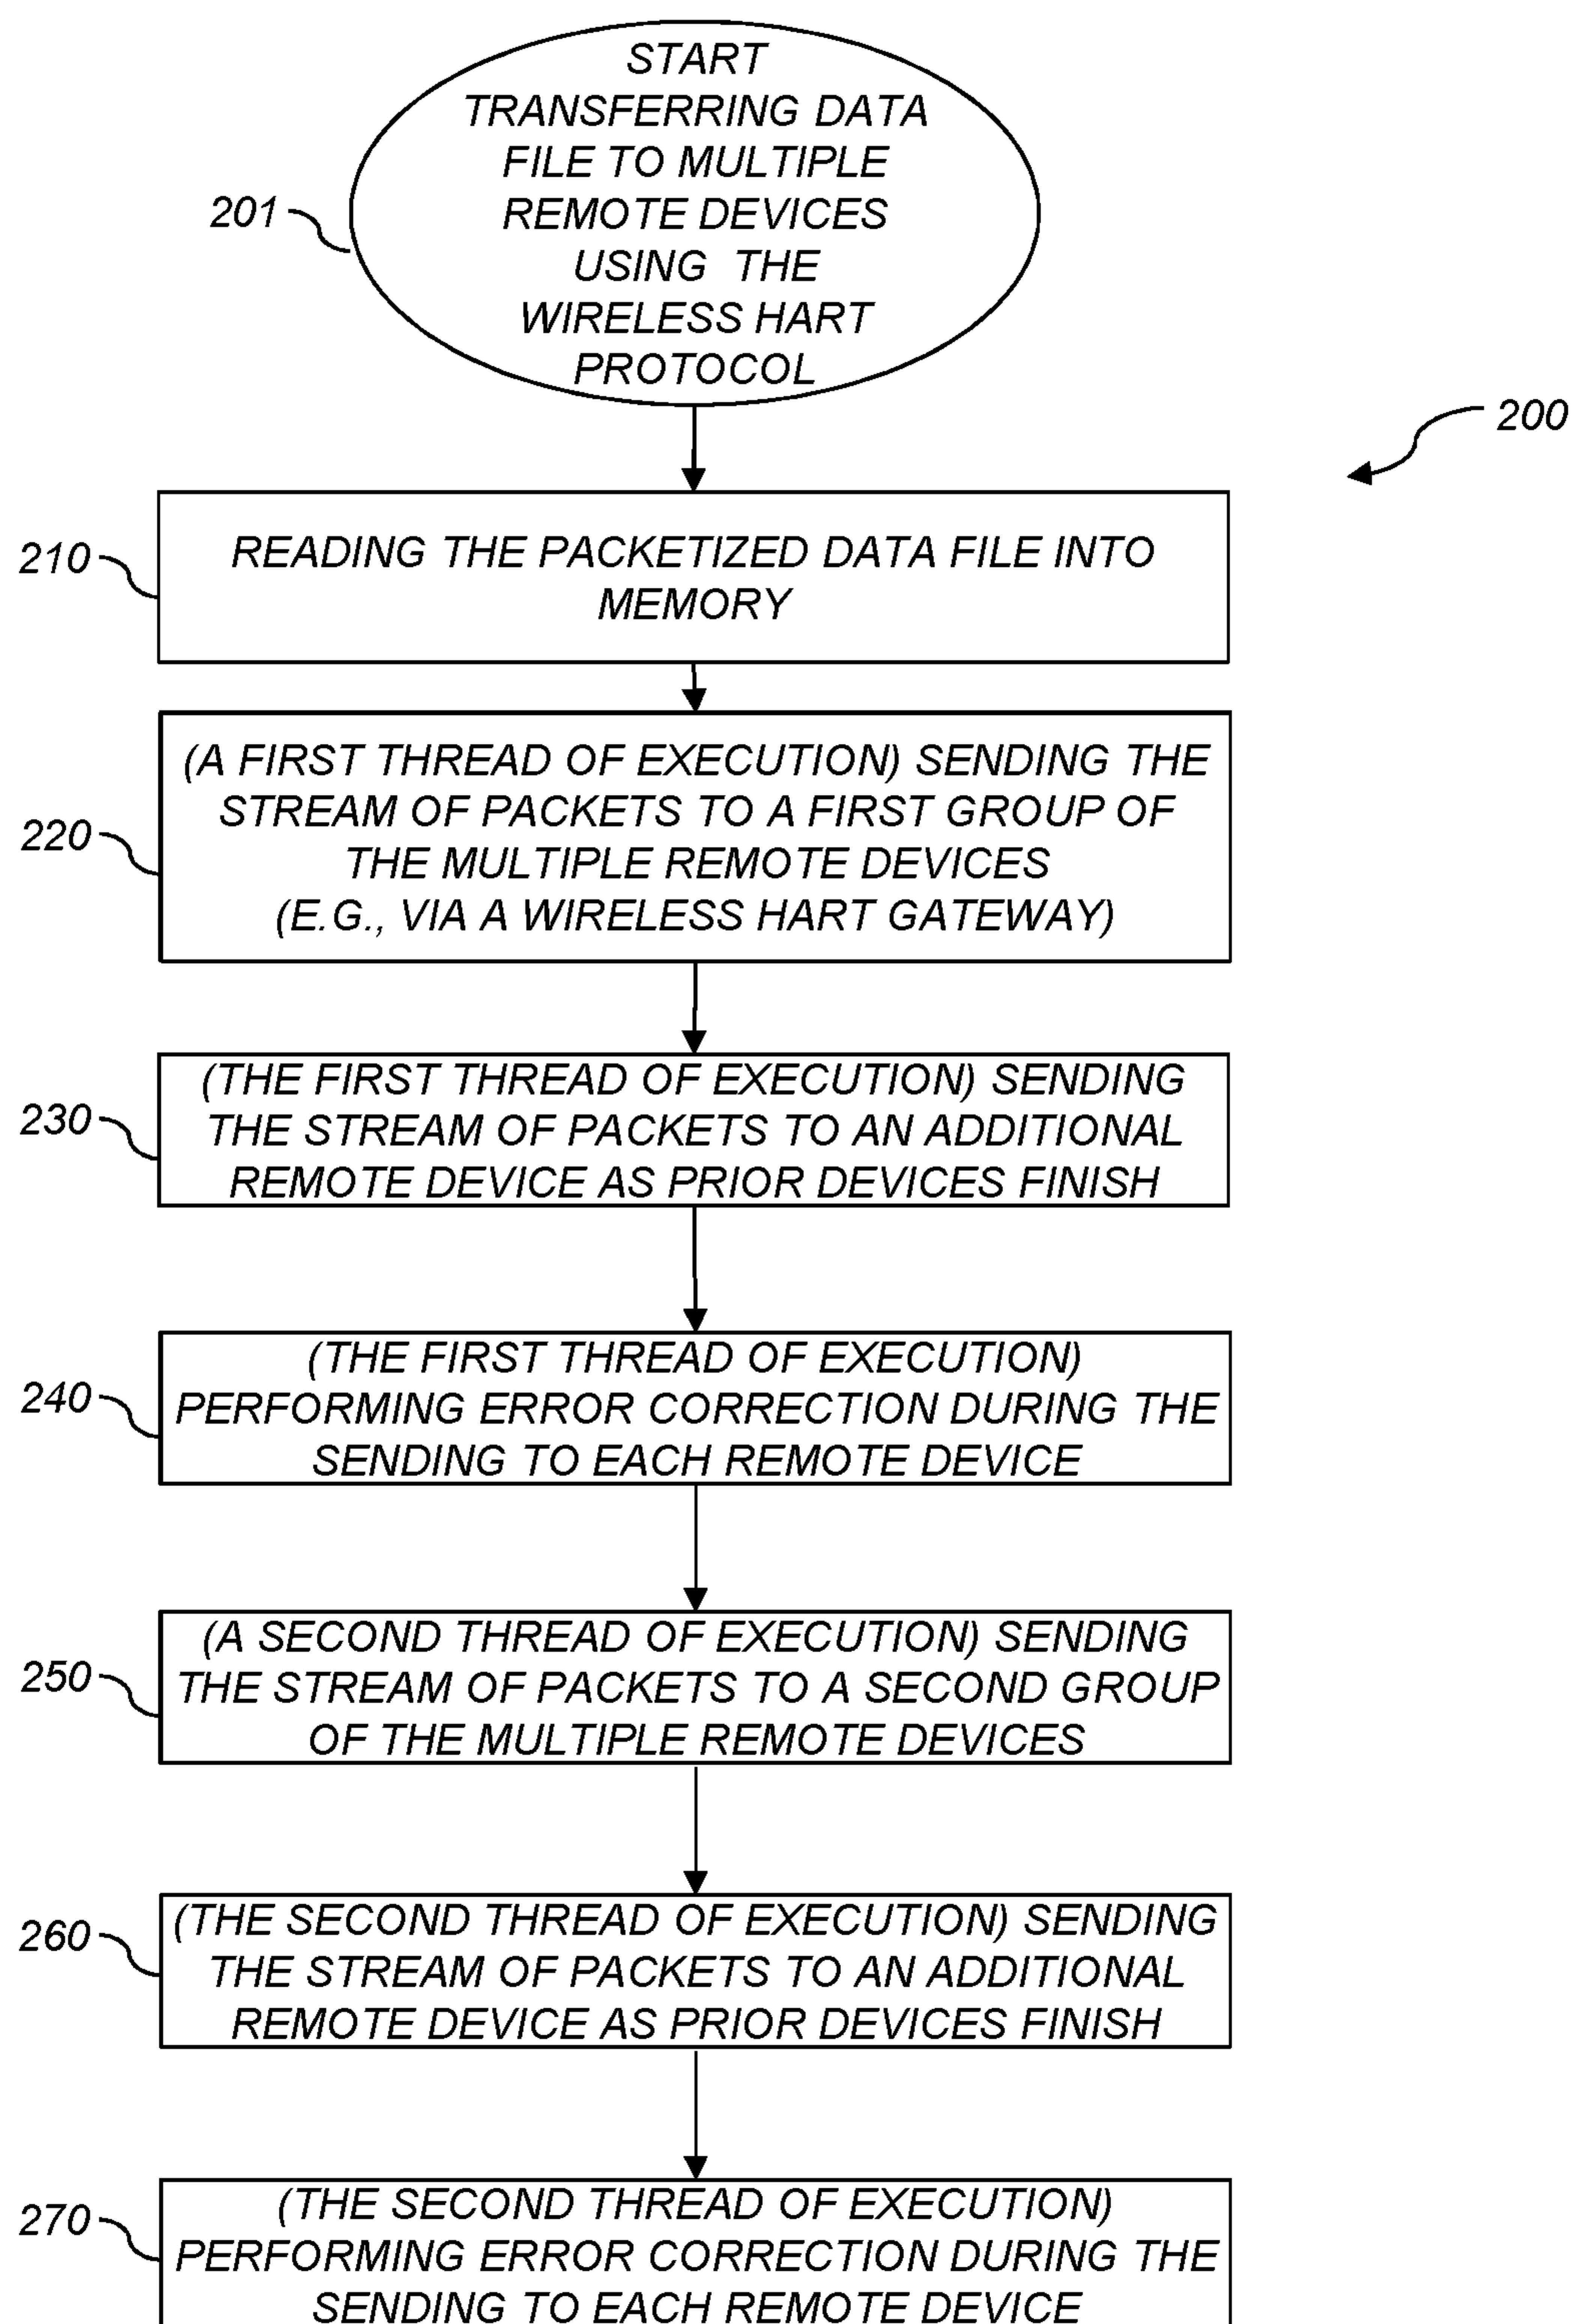 START
TRANSFERRING DATA
FILE TO MULTIPLE
REMOTE DEVICES
USING THE
WIRELESS HART
PROTOCOL
201
200
210
READING THE PACKETIZED DATA FILE INTO
MEMORY
220
(A FIRST THREAD OF EXECUTION) SENDING THE
STREAM OF PACKETS TO A FIRST GROUP OF
THE MULTIPLE REMOTE DEVICES
(E.G., VIA A WIRELESS HART GATEWAY)
230
(THE FIRST THREAD OF EXECUTION) SENDING
THE STREAM OF PACKETS TO AN ADDITIONAL
REMOTE DEVICE AS PRIOR DEVICES FINISH
240
(THE FIRST THREAD OF EXECUTION)
PERFORMING ERROR CORRECTION DURING THE
SENDING TO EACH REMOTE DEVICE
250
(A SECOND THREAD OF EXECUTION) SENDING
THE STREAM OF PACKETS TO A SECOND GROUP
OF THE MULTIPLE REMOTE DEVICES
260
(THE SECOND THREAD OF EXECUTION) SENDING
THE STREAM OF PACKETS TO AN ADDITIONAL
REMOTE DEVICE AS PRIOR DEVICES FINISH
270
(THE SECOND THREAD OF EXECUTION)
PERFORMING ERROR CORRECTION DURING THE
SENDING TO EACH REMOTE DEVICE